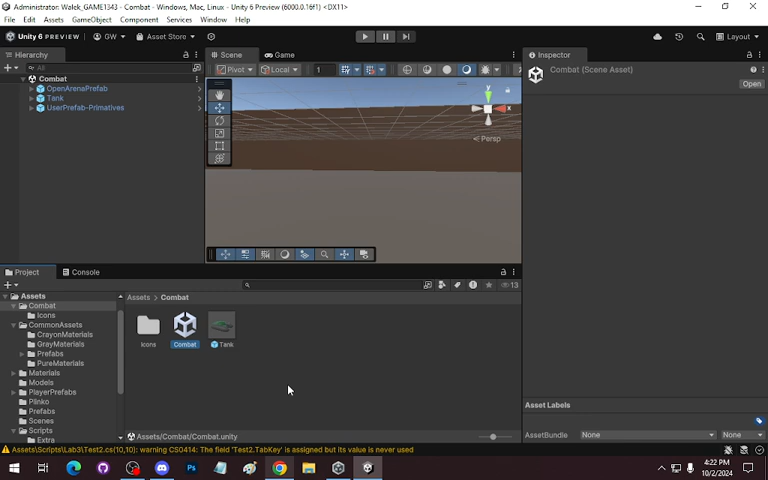 Administrator: Walek_GAME1343 - Combat - Windows, Mac, Linux - Unity 6 Preview (6000.0.16f1) <DX11>
File Edit Assets GameObject Component Services Window Help
Unity 6 PREVIEW GW Asset Store Layout
Hierarchy
All
Combat
OpenArenaPrefab
Tank
UserPrefab-Primatives
Scene Game
Pivot Local 1
y
x
< Persp
Inspector
Combat (Scene Asset)
Open
Project Console
13
Assets
Combat
Icons
CommonAssets
CrayonMaterials
GrayMaterials
Prefabs
PureMaterials
Materials
Models
PlayerPrefabs
Plinko
Prefabs
Scenes
Scripts
Extra
Assets > Combat
Icons Combat Tank
Assets/Combat/Combat.unity
Asset Labels
AssetBundle None None
Assets\Scripts\Lab3\Test2.cs(10,10): warning CS0414: The field 'Test2.TabKey' is assigned but its value is never used
4:22 PM
10/2/2024